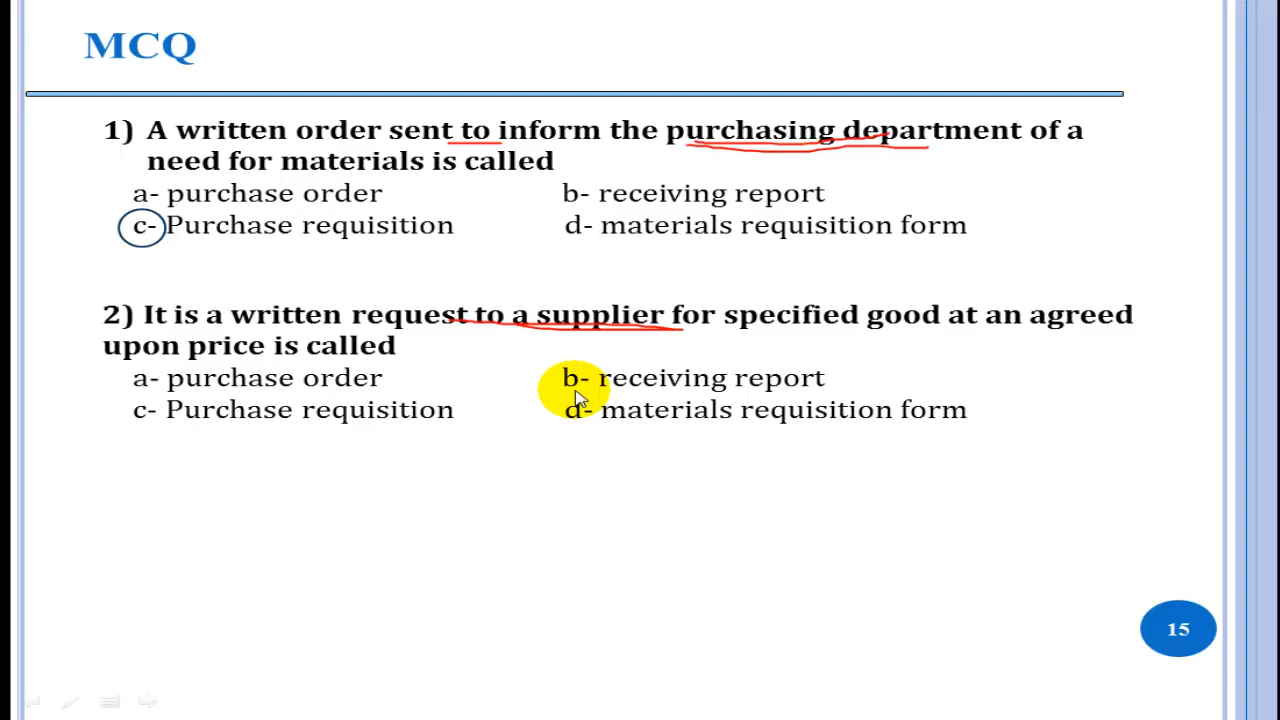 MCQ
1) A written order sent to inform the purchasing department of a
need for materials is called
a- purchase order b- receiving report
c- Purchase requisition d- materials requisition form
2) It is a written request to a supplier for specified good at an agreed
upon price is called
a- purchase order b- receiving report
c- Purchase requisition d- materials requisition form
15